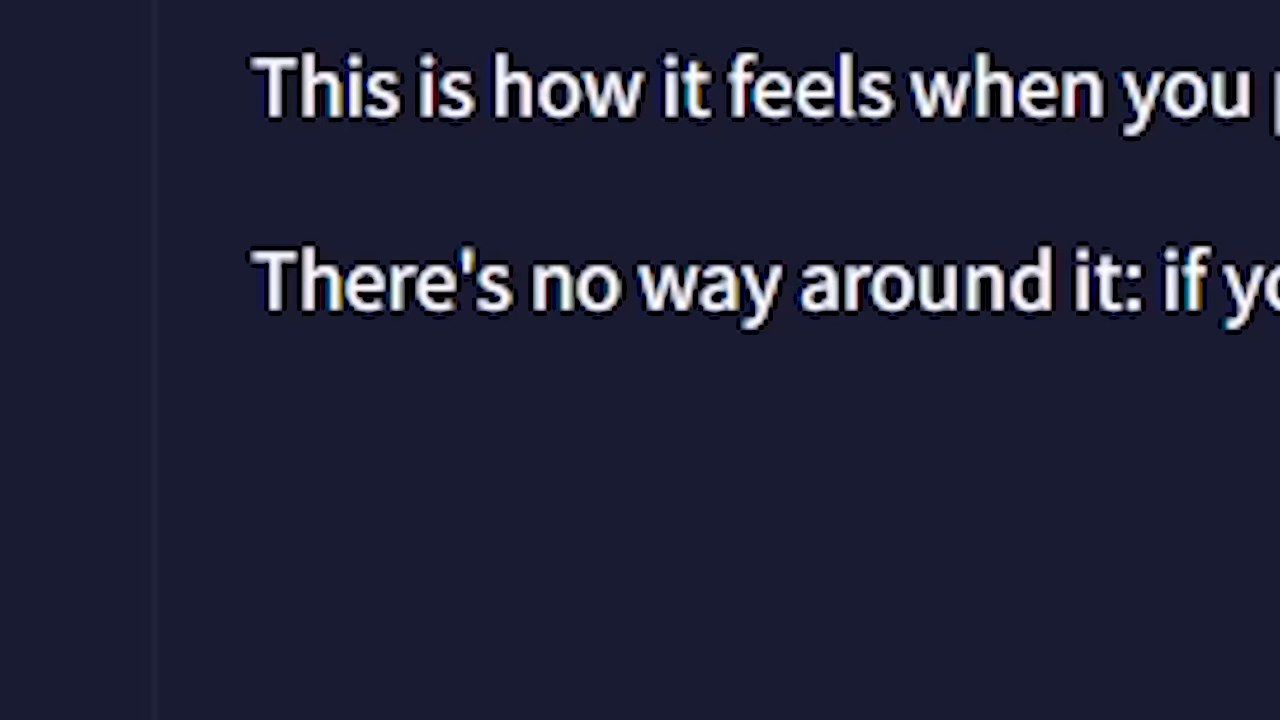 This is how it feels when you
There's no way around it: if